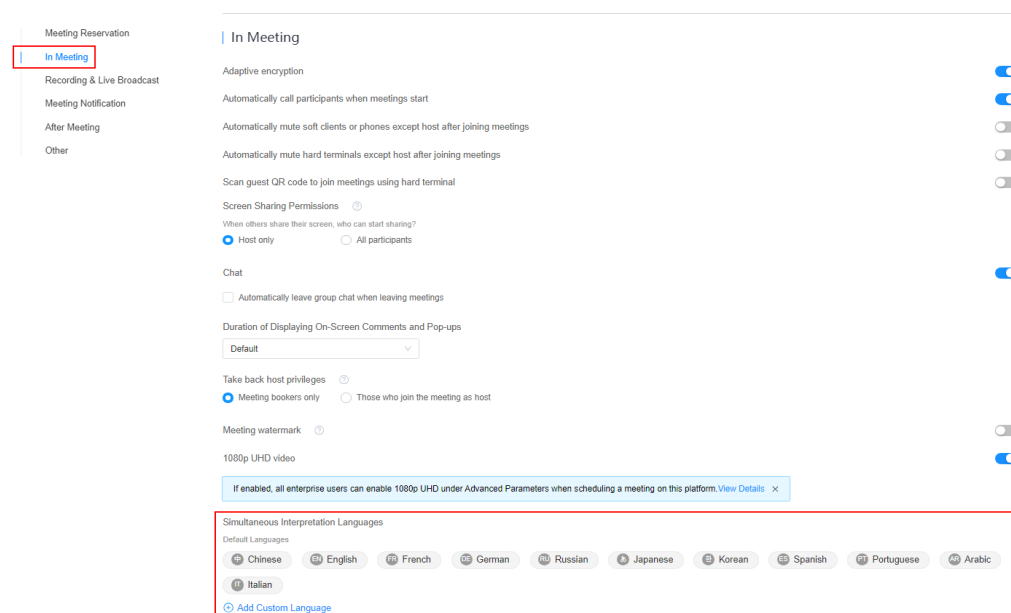 Meeting Reservation
In Meeting
Recording & Live Broadcast
Meeting Notification
After Meeting
Other
In Meeting
Adaptive encryption
Automatically call participants when meetings start
Automatically mute soft clients or phones except host after joining meetings
Automatically mute hard terminals except host after joining meetings
Scan guest QR code to join meetings using hard terminal
Screen Sharing Permissions ?
When others share their screen, who can start sharing?
Host only All participants
Chat
Automatically leave group chat when leaving meetings
Duration of Displaying On-Screen Comments and Pop-ups
Default
Take back host privileges ?
Meeting bookers only Those who join the meeting as host
Meeting watermark ?
1080p UHD video
If enabled, all enterprise users can enable 1080p UHD under Advanced Parameters when scheduling a meeting on this platform. View Details ×
Simultaneous Interpretation Languages
Default Languages
中 Chinese EN English FR French DE German RU Russian あ Japanese 한 Korean ES Spanish PT Portuguese AR Arabic
IT Italian
Add Custom Language